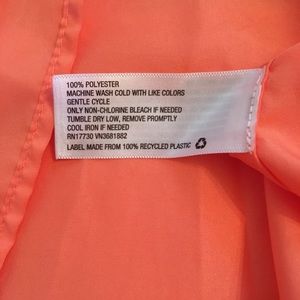 100% POLYESTER
MACHINE WASH COLD WITH LIKE COLORS
GENTLE CYCLE
ONLY NON-CHLORINE BLEACH IF NEEDED
TUMBLE DRY LOW, REMOVE PROMPTLY
COOL IRON IF NEEDED
RN17730 VN3681882
LABEL MADE FROM 100% RECYCLED PLASTIC